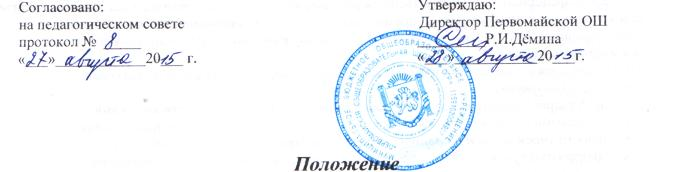 Согласовано:
на педагогическом совете
протокол № 8
«27» августа 2015 г.
Утверждаю:
Директор Первомайской ОШ
Р.И.Дёмина
«28» августа 2015г.
Положение